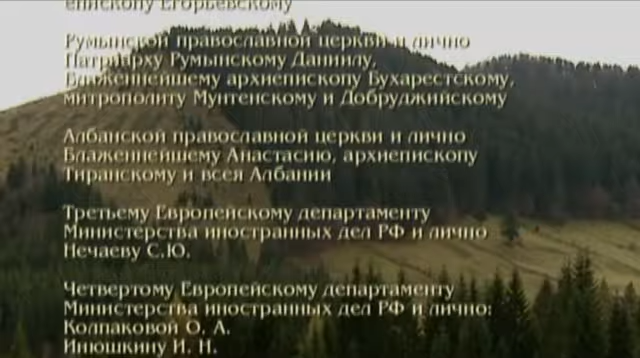 епископу Егорьевскому
Румынской православной церкви и лично
Патриарху Румынскому Даниилу,
Блаженнейшему архиепископу Бухарестскому,
митрополиту Мунтенскому и Добруджийскому
Албанской православной церкви и лично
Блаженнейшему Анастасию, архиепископу
Тиранскому и всея Албании
Третьему Европейскому департаменту
Министерства иностранных дел РФ и лично
Нечаеву С.Ю.
Четвертому Европейскому департаменту
Министерства иностранных дел РФ и лично:
Колпаковой О. А.
Инюшкину И. Н.